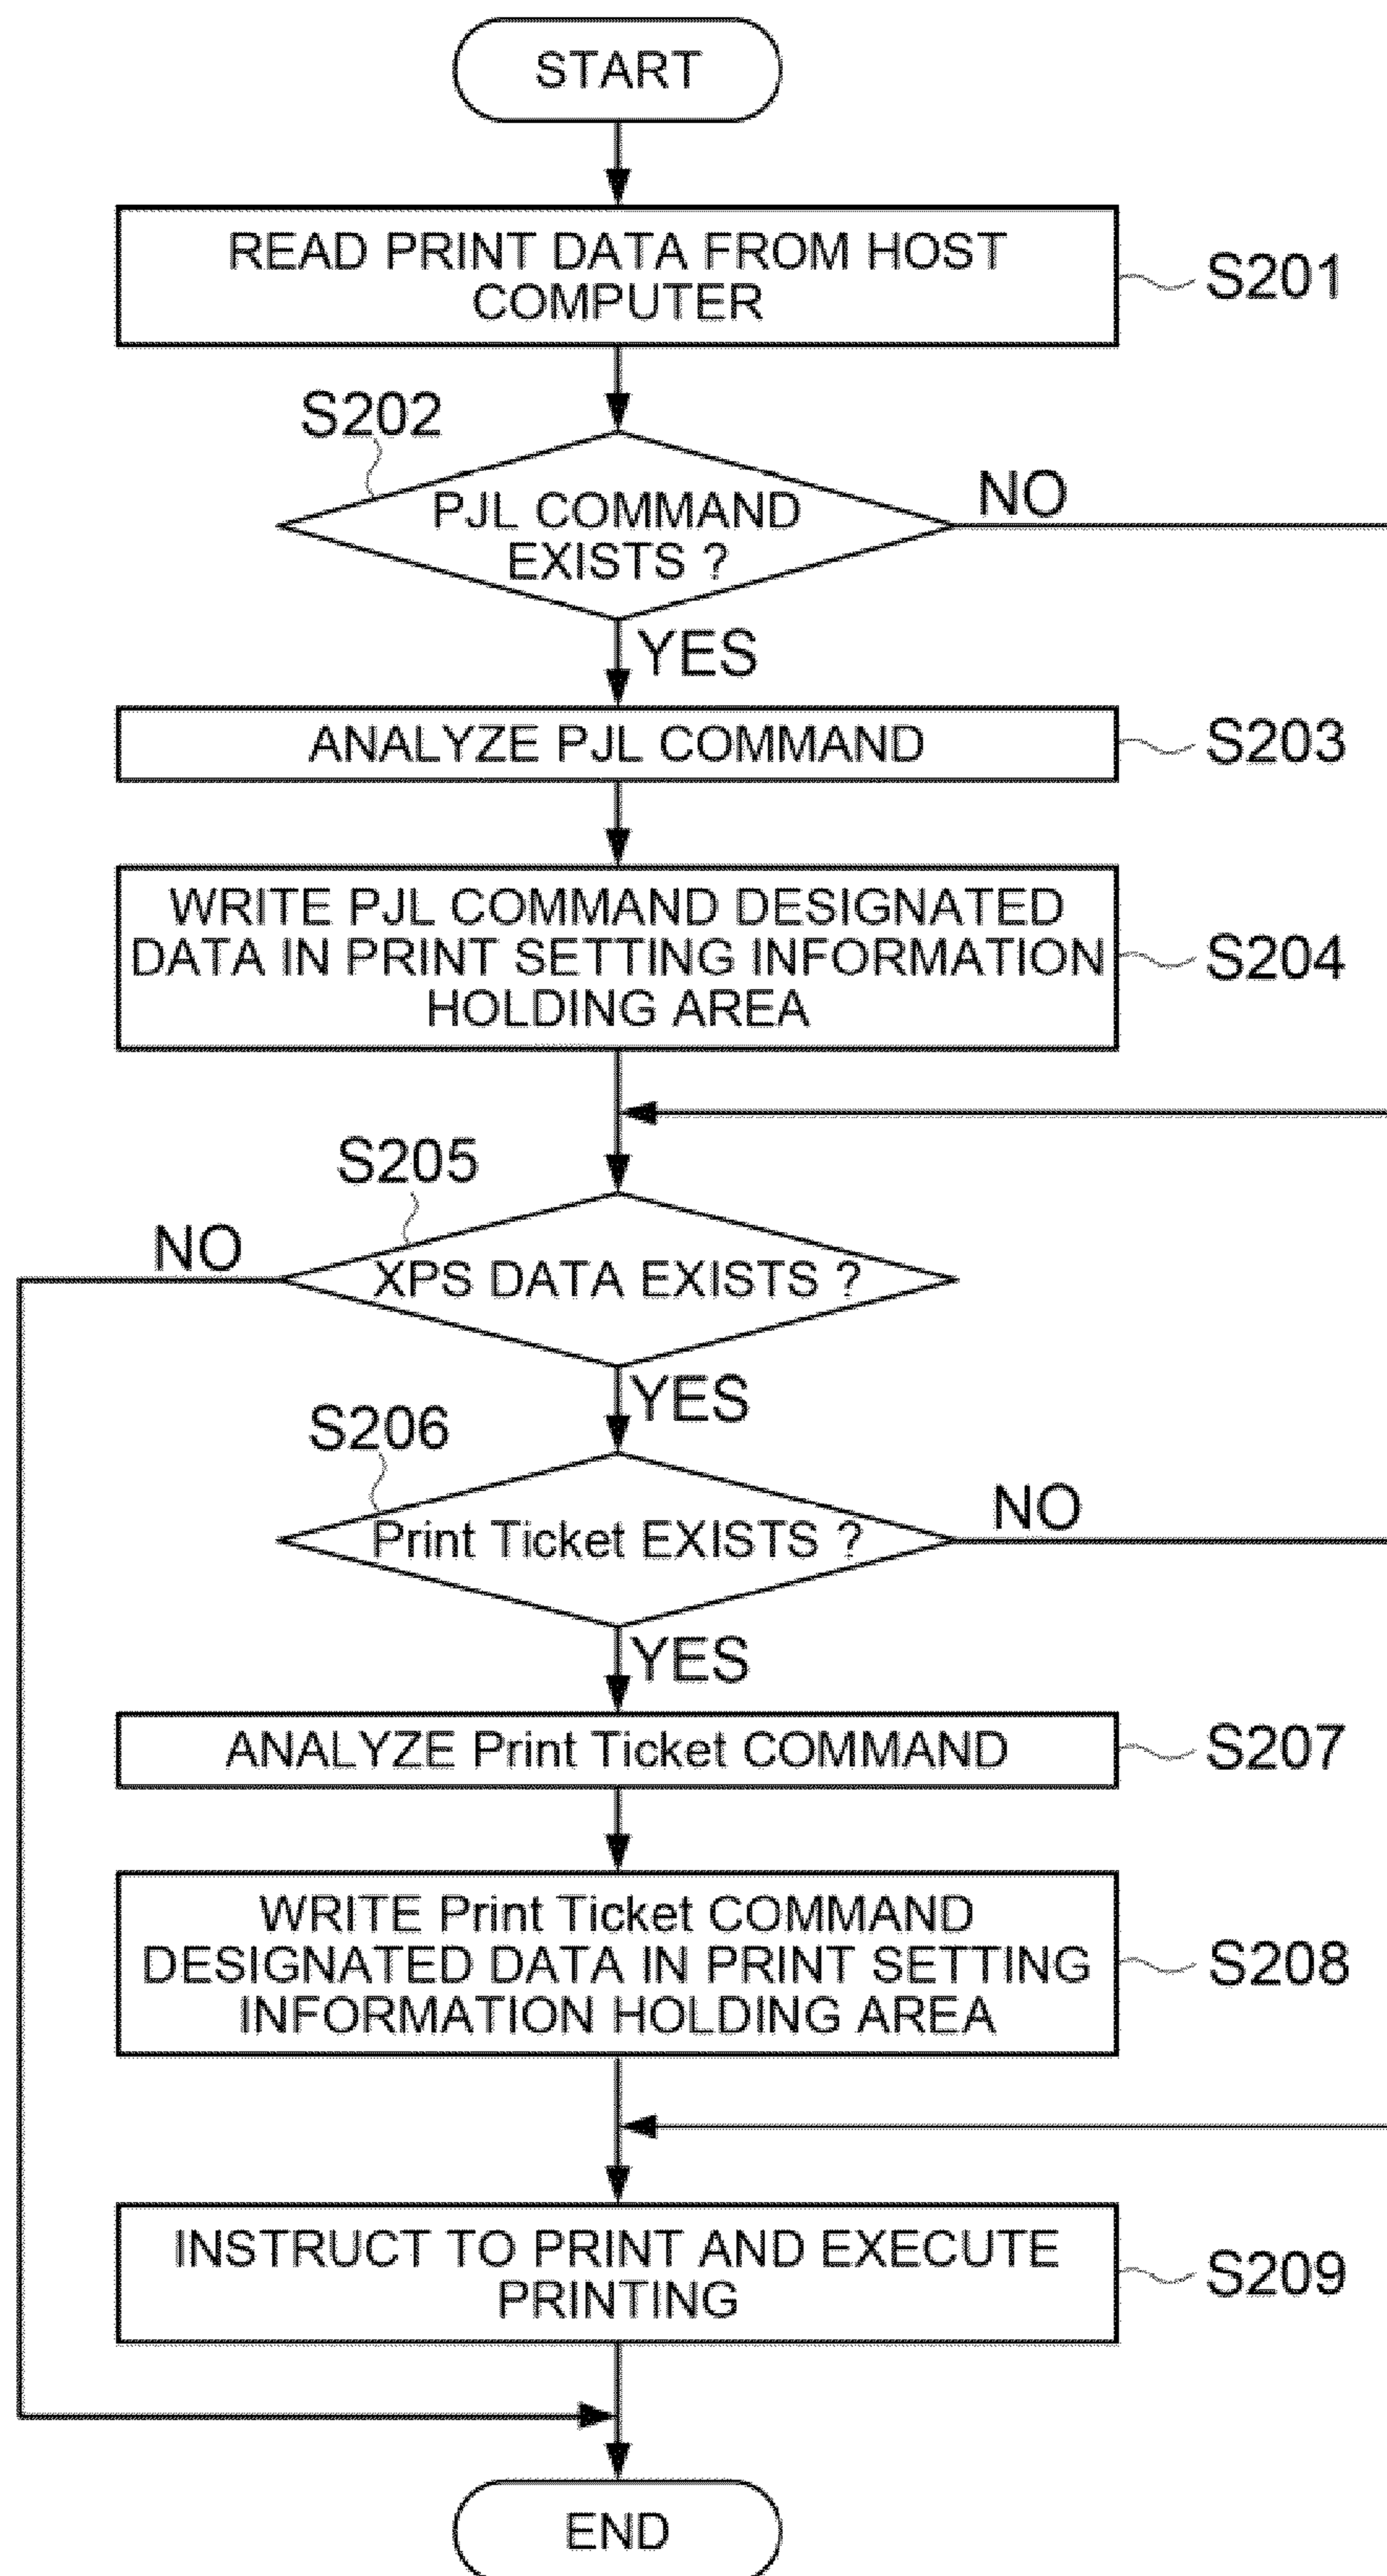 START
READ PRINT DATA FROM HOST
COMPUTER
S201
S202
PJL COMMAND
EXISTS ?
NO
YES
ANALYZE PJL COMMAND
S203
WRITE PJL COMMAND DESIGNATED
DATA IN PRINT SETTING INFORMATION
HOLDING AREA
S204
S205
NO
XPS DATA EXISTS ?
YES
S206
Print Ticket EXISTS ?
NO
YES
ANALYZE Print Ticket COMMAND
S207
WRITE Print Ticket COMMAND
DESIGNATED DATA IN PRINT SETTING
INFORMATION HOLDING AREA
S208
INSTRUCT TO PRINT AND EXECUTE
PRINTING
S209
END